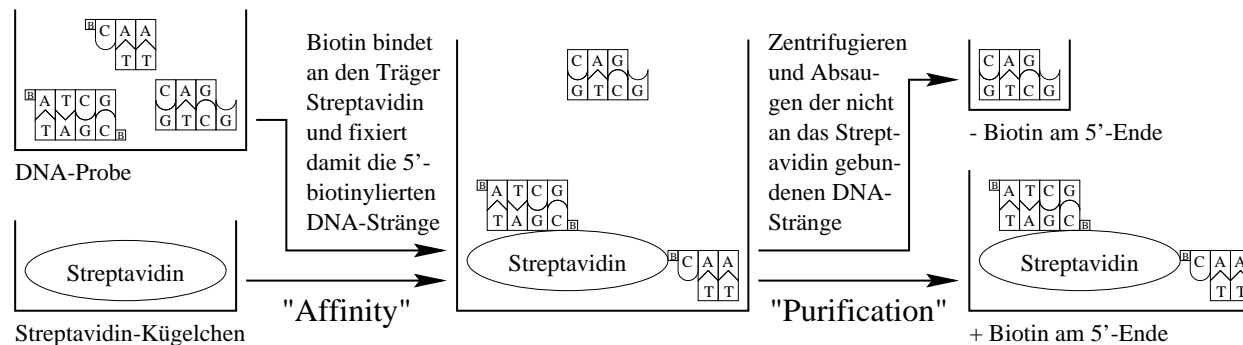 B C A A
T T
B A T C G
T A G C B
C A G
G T C G
DNA-Probe
Streptavidin
Streptavidin-Kügelchen
Biotin bindet
an den Träger
Streptavidin
und fixiert
damit die 5’-
biotinylierten
DNA-Stränge
"Affinity"
C A G
G T C G
B A T C G
T A G C B
Streptavidin
B C A A
T T
Zentrifugieren
und Absau-
gen der nicht
an das Strept-
avidin gebun-
denen DNA-
Stränge
"Purification"
C A G
G T C G
- Biotin am 5’-Ende
B A T C G
T A G C B
Streptavidin
B C A A
T T
+ Biotin am 5’-Ende